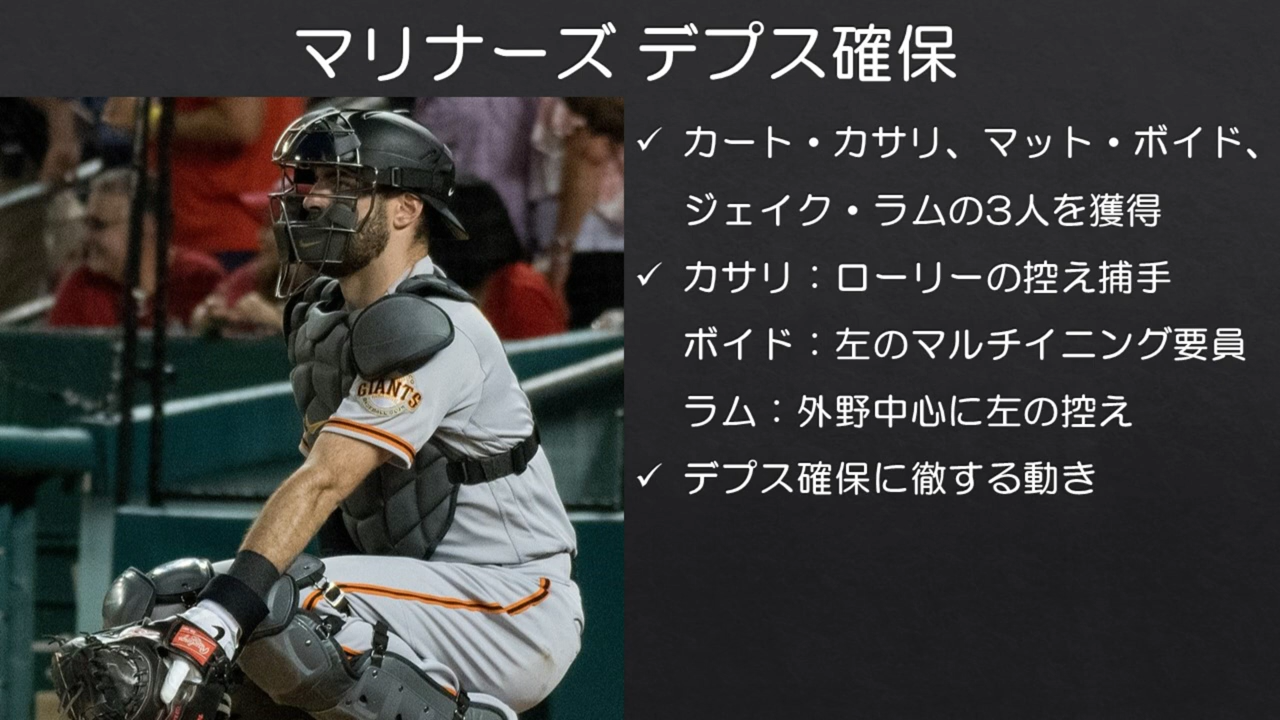 マリナーズ デプス確保
✓ カート・カサリ、マット・ボイド、
ジェイク・ラムの3人を獲得
✓ カサリ：ローリーの控え捕手
ボイド：左のマルチイニング要員
ラム：外野中心に左の控え
✓ デプス確保に徹する動き
GIANTS